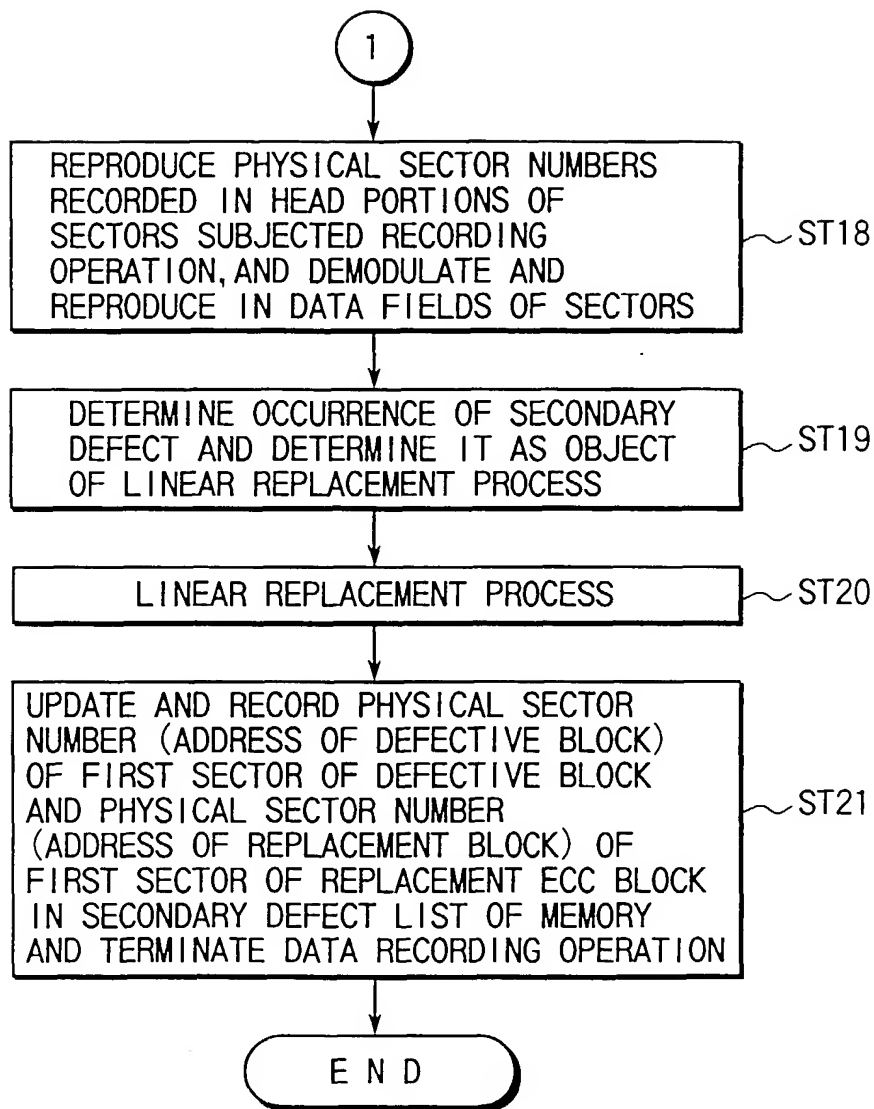 1
REPRODUCE PHYSICAL SECTOR NUMBERS
RECORDED IN HEAD PORTIONS OF
SECTORS SUBJECTED RECORDING
OPERATION, AND DEMODULATE AND
REPRODUCE IN DATA FIELDS OF SECTORS
ST18
DETERMINE OCCURRENCE OF SECONDARY
DEFECT AND DETERMINE IT AS OBJECT
OF LINEAR REPLACEMENT PROCESS
ST19
LINEAR REPLACEMENT PROCESS
ST20
UPDATE AND RECORD PHYSICAL SECTOR
NUMBER (ADDRESS OF DEFECTIVE BLOCK)
OF FIRST SECTOR OF DEFECTIVE BLOCK
AND PHYSICAL SECTOR NUMBER
(ADDRESS OF REPLACEMENT BLOCK) OF
FIRST SECTOR OF REPLACEMENT ECC BLOCK
IN SECONDARY DEFECT LIST OF MEMORY
AND TERMINATE DATA RECORDING OPERATION
ST21
END